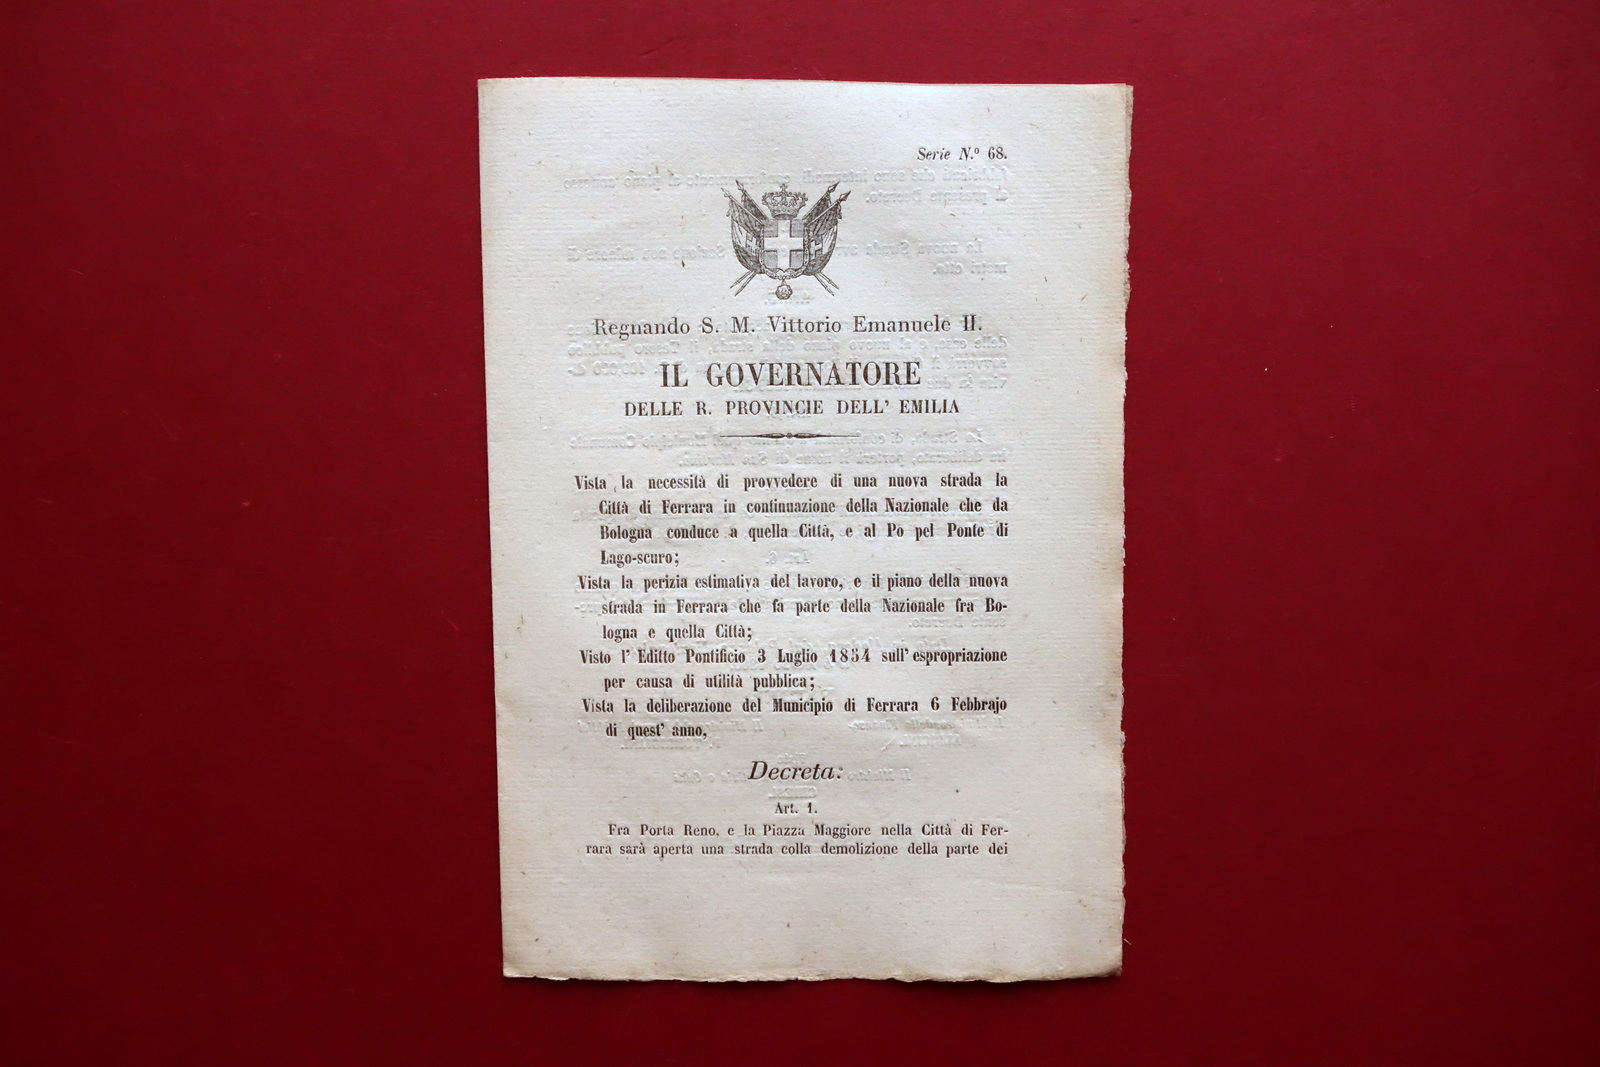 Serie N.º 68.
Regnando S. M. Vittorio Emanuele II.
IL GOVERNATORE
DELLE R. PROVINCIE DELL' EMILIA
Vista la necessità di provvedere di una nuova strada la
Città di Ferrara in continuazione della Nazionale che da
Bologna conduce a quella Città, e al Po pel Ponte di
Lago-scuro;
Vista la perizia estimativa del lavoro, e il piano della nuova
strada in Ferrara che fa parte della Nazionale fra Bo-
logna e quella Città;
Visto l' Editto Pontificio 3 Luglio 1854 sull' espropriazione
per causa di utilità pubblica;
Vista la deliberazione del Municipio di Ferrara 6 Febbrajo
di quest' anno,
Decreta:
Art. 1.
Fra Porta Reno, e la Piazza Maggiore nella Città di Fer-
rara sarà aperta una strada colla demolizione della parte dei